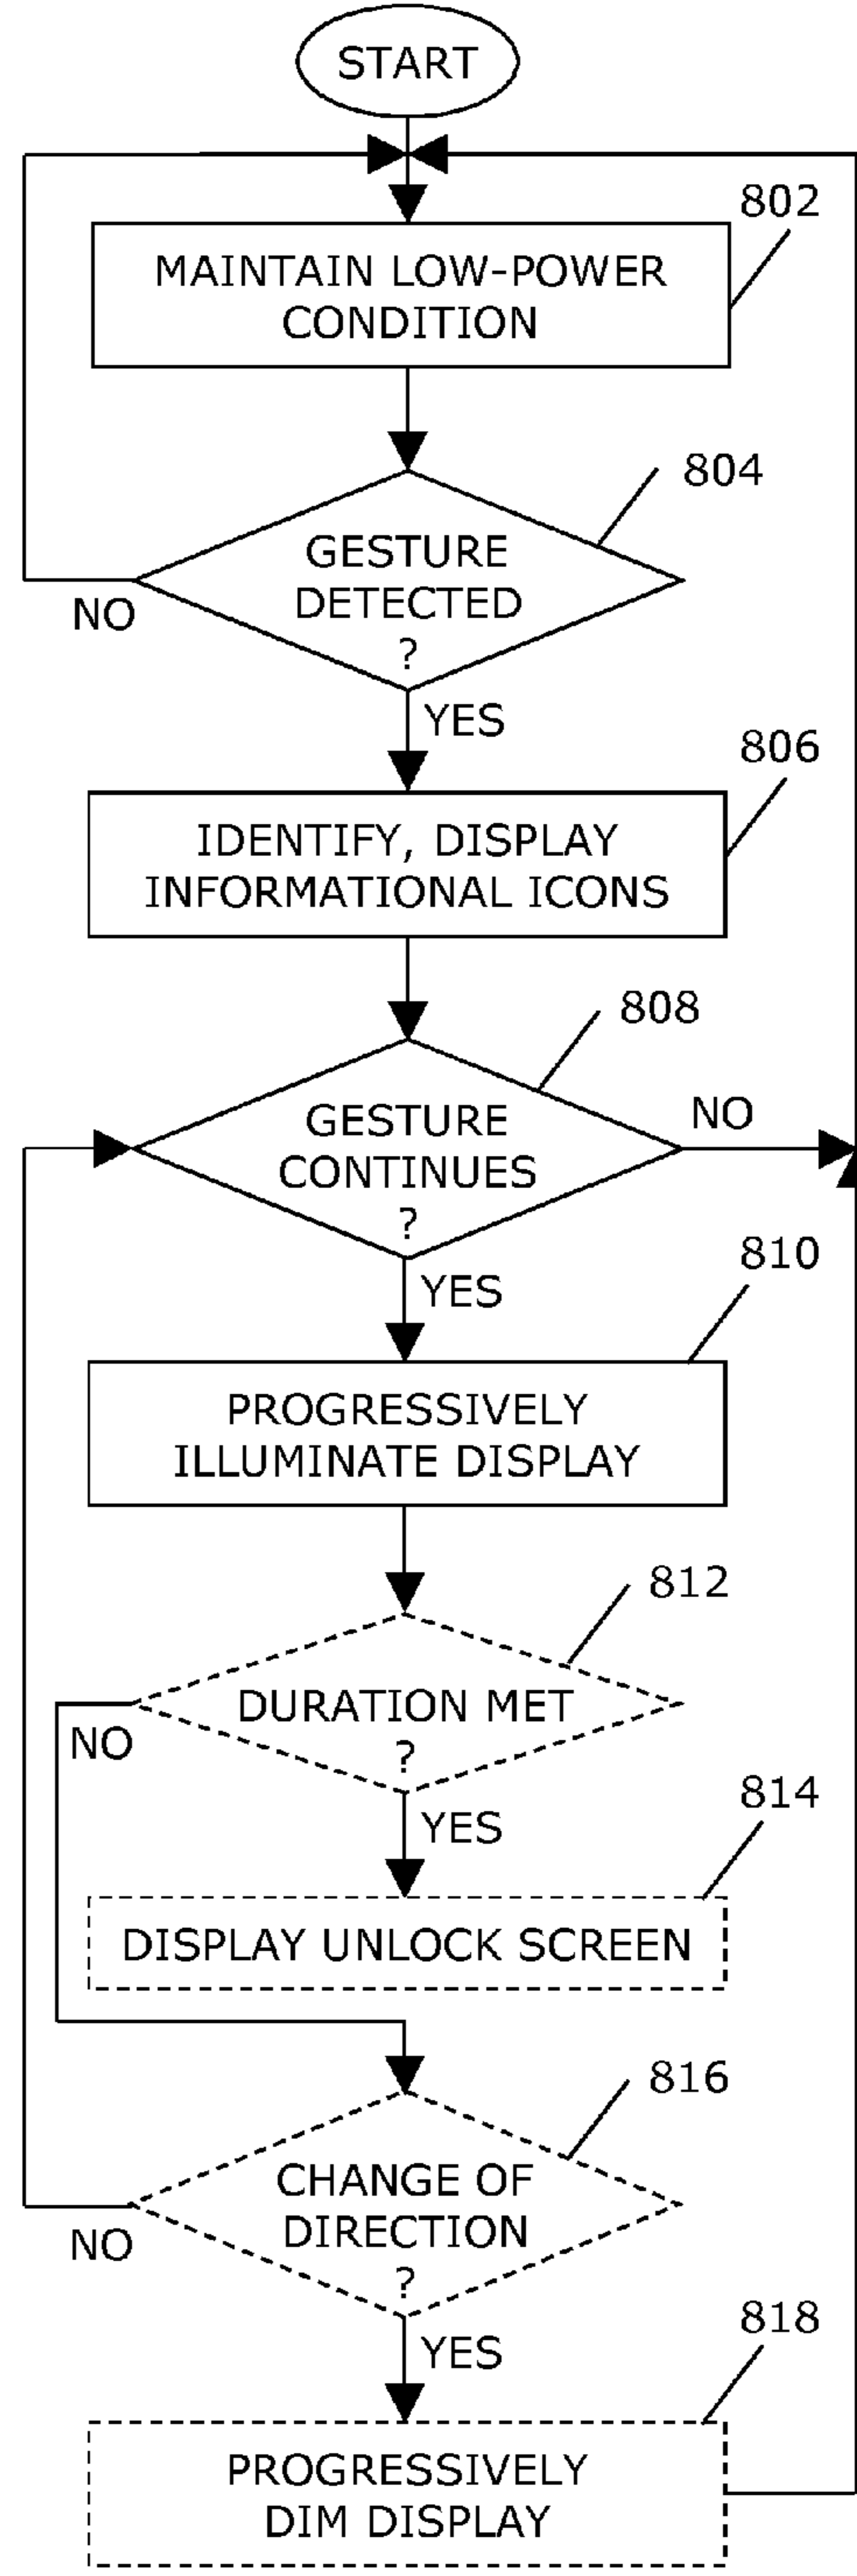 START
802
MAINTAIN LOW-POWER
CONDITION
804
GESTURE
DETECTED
?
NO
YES
806
IDENTIFY, DISPLAY
INFORMATIONAL ICONS
808
GESTURE
CONTINUES
?
NO
YES
810
PROGRESSIVELY
ILLUMINATE DISPLAY
812
DURATION MET
?
NO
YES
814
DISPLAY UNLOCK SCREEN
816
CHANGE OF
DIRECTION
?
NO
YES
818
PROGRESSIVELY
DIM DISPLAY